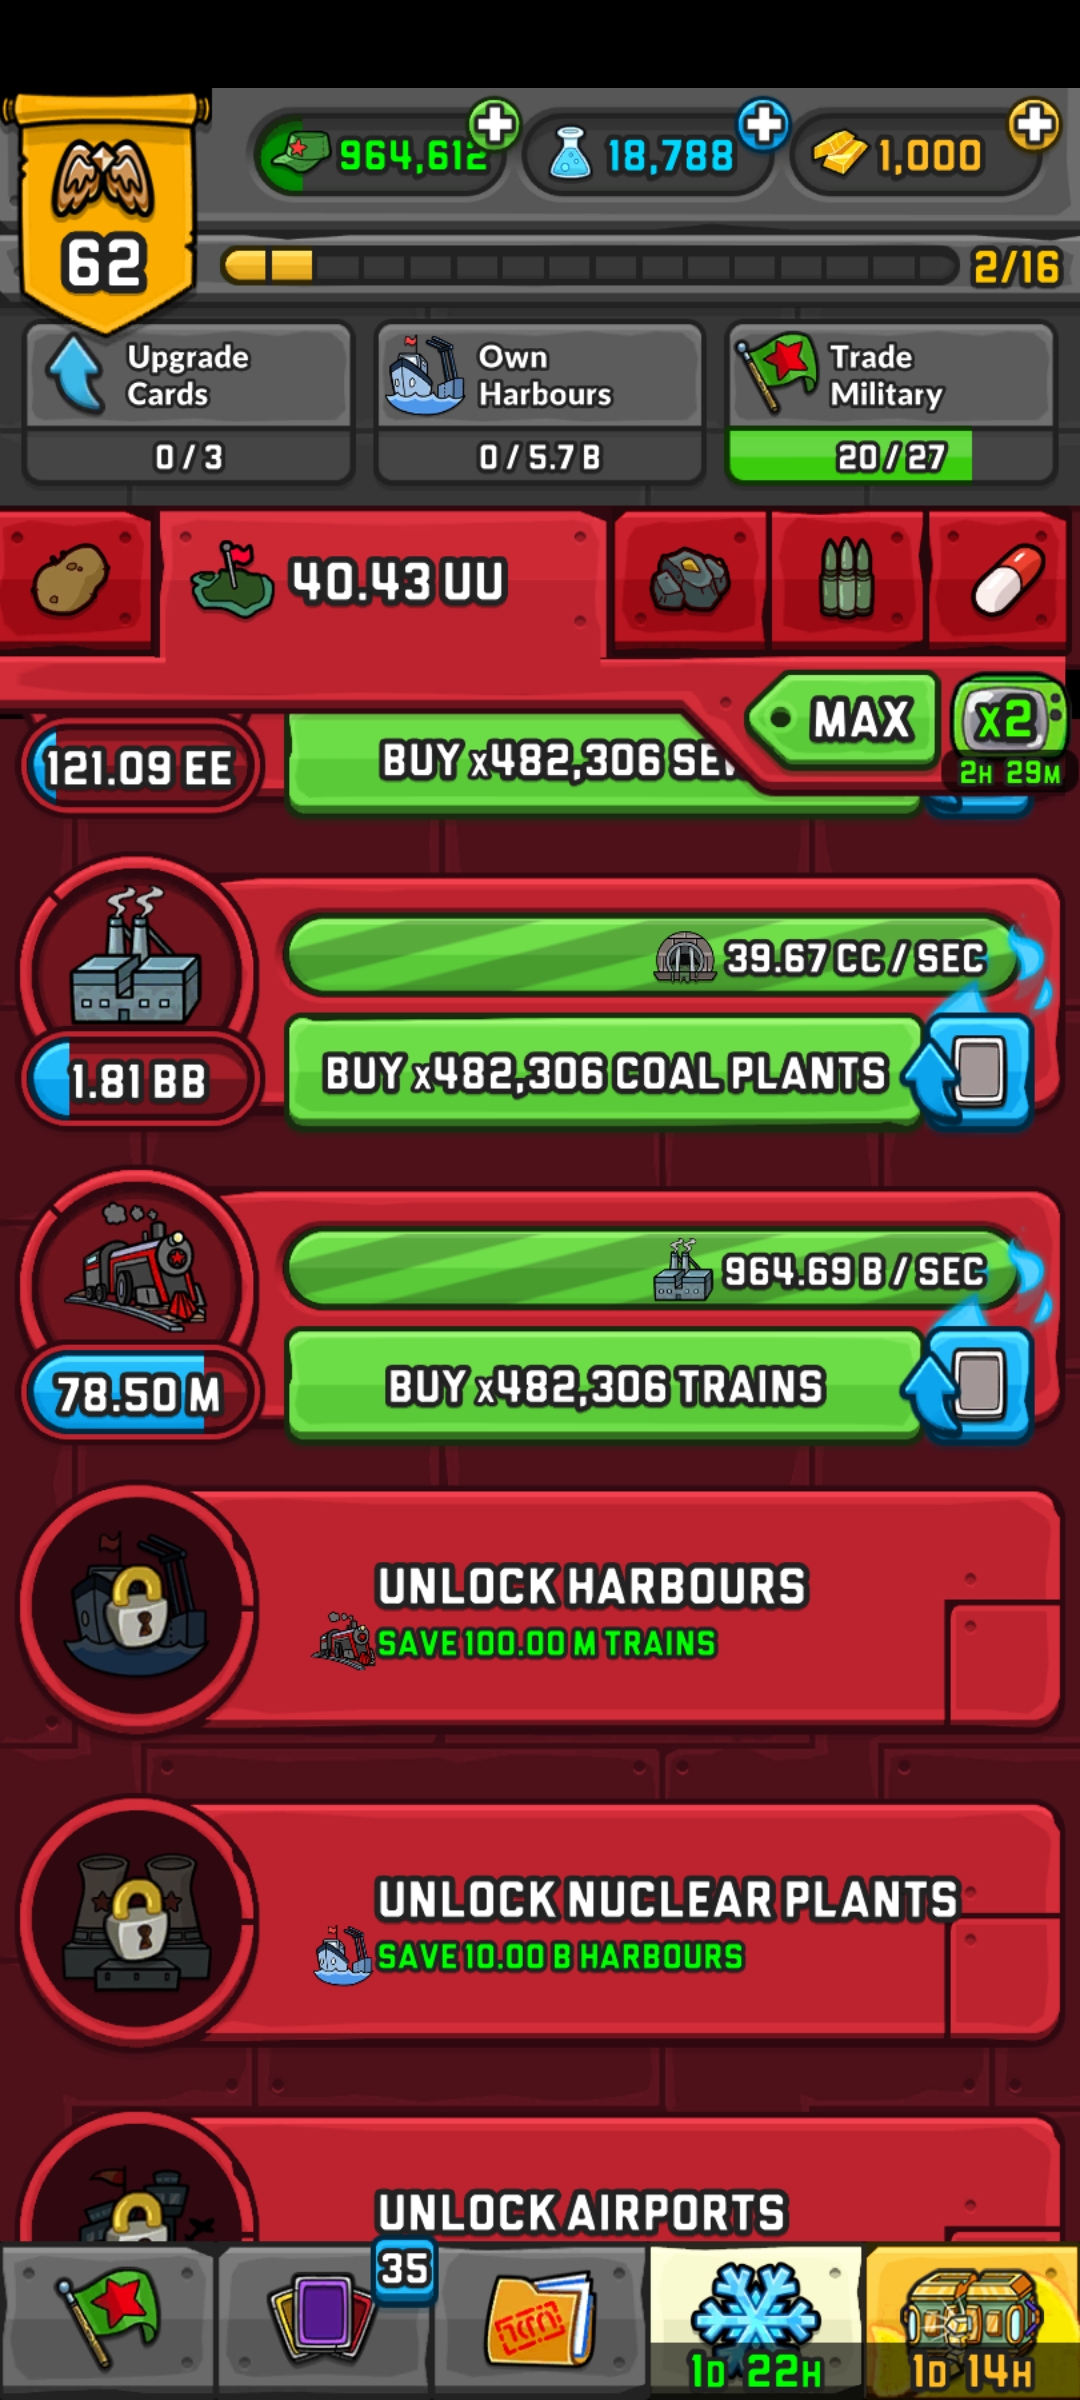 964,612
18,788
1,000
62
2/16
Upgrade
Cards
0 / 3
Own
Harbours
0 / 5.7 B
Trade
Military
20 / 27
40.43 UU
MAX
x2
2H 29M
121.09 EE
BUY x482,306
39.67 CC / SEC
1.81 BB
BUY x482,306 COAL PLANTS
964.69 B / SEC
78.50 M
BUY x482,306 TRAINS
UNLOCK HARBOURS
SAVE 100.00 M TRAINS
UNLOCK NUCLEAR PLANTS
SAVE 10.00 B HARBOURS
UNLOCK AIRPORTS
35
1D 22H
1D 14H